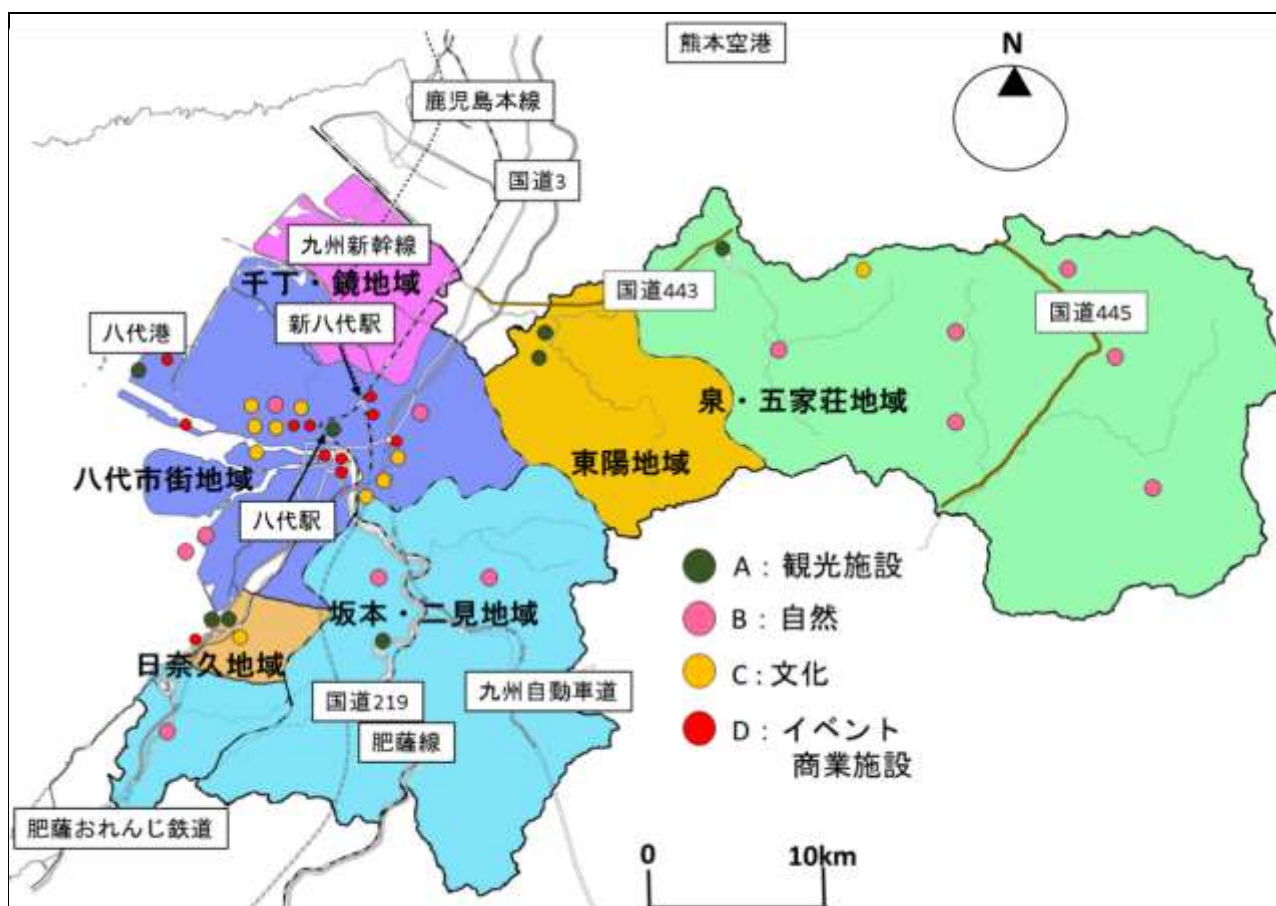 熊本空港
N
鹿児島本線
国道3
九州新幹線
千丁・鏡地域
国道443
国道445
新八代駅
八代港
泉・五家荘地域
東陽地域
八代市街地域
八代駅
A：観光施設
坂本・二見地域
B：自然
日奈久地域
C：文化
国道219
九州自動車道
肥薩線
D：イベント
商業施設
肥薩おれんじ鉄道
0
10km